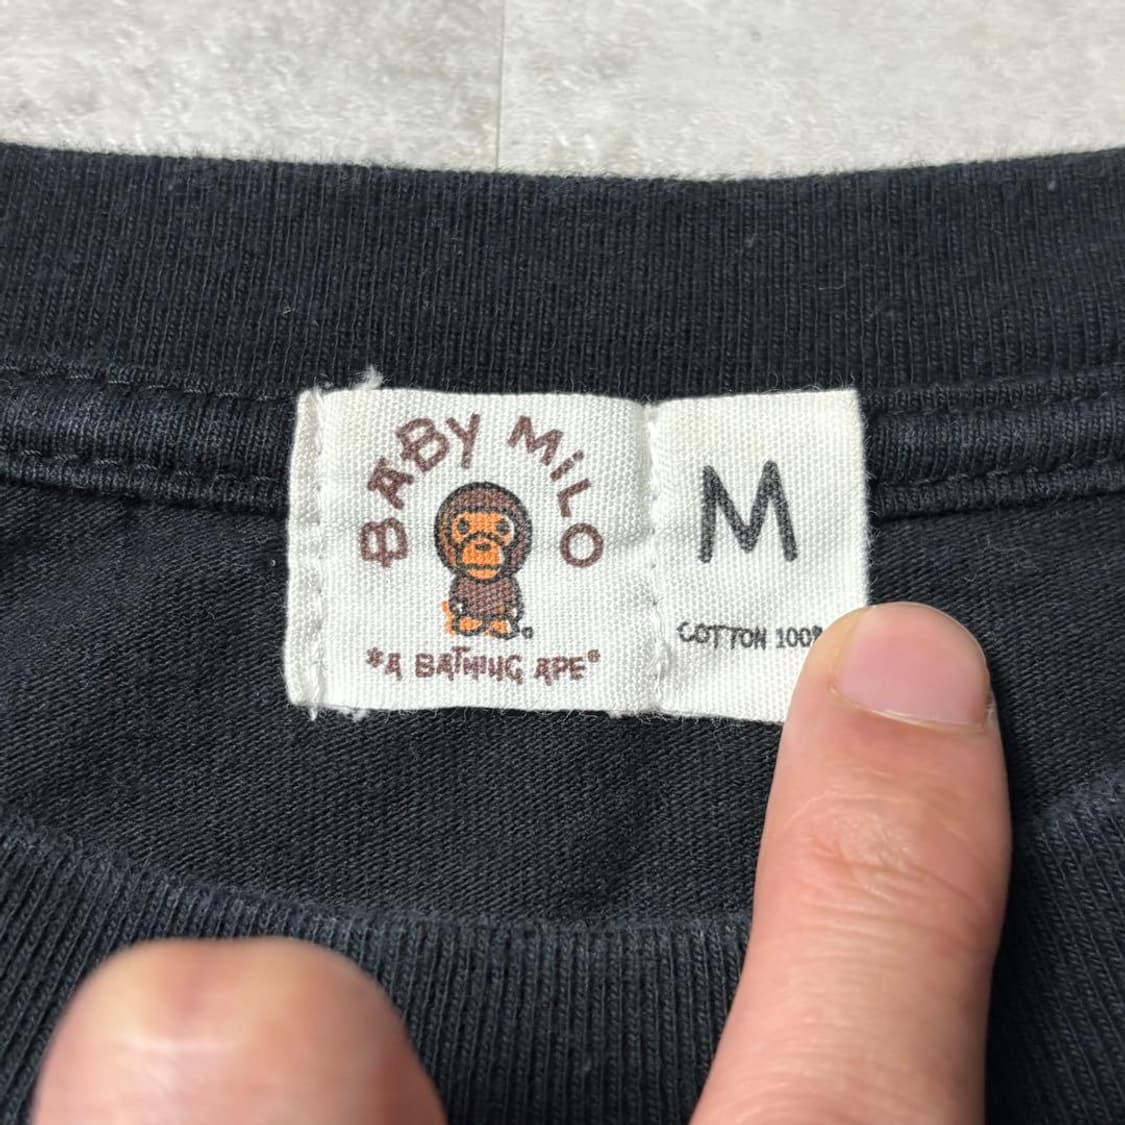 BABY MILO
*A BATHING APE®
M
COTTON 100%